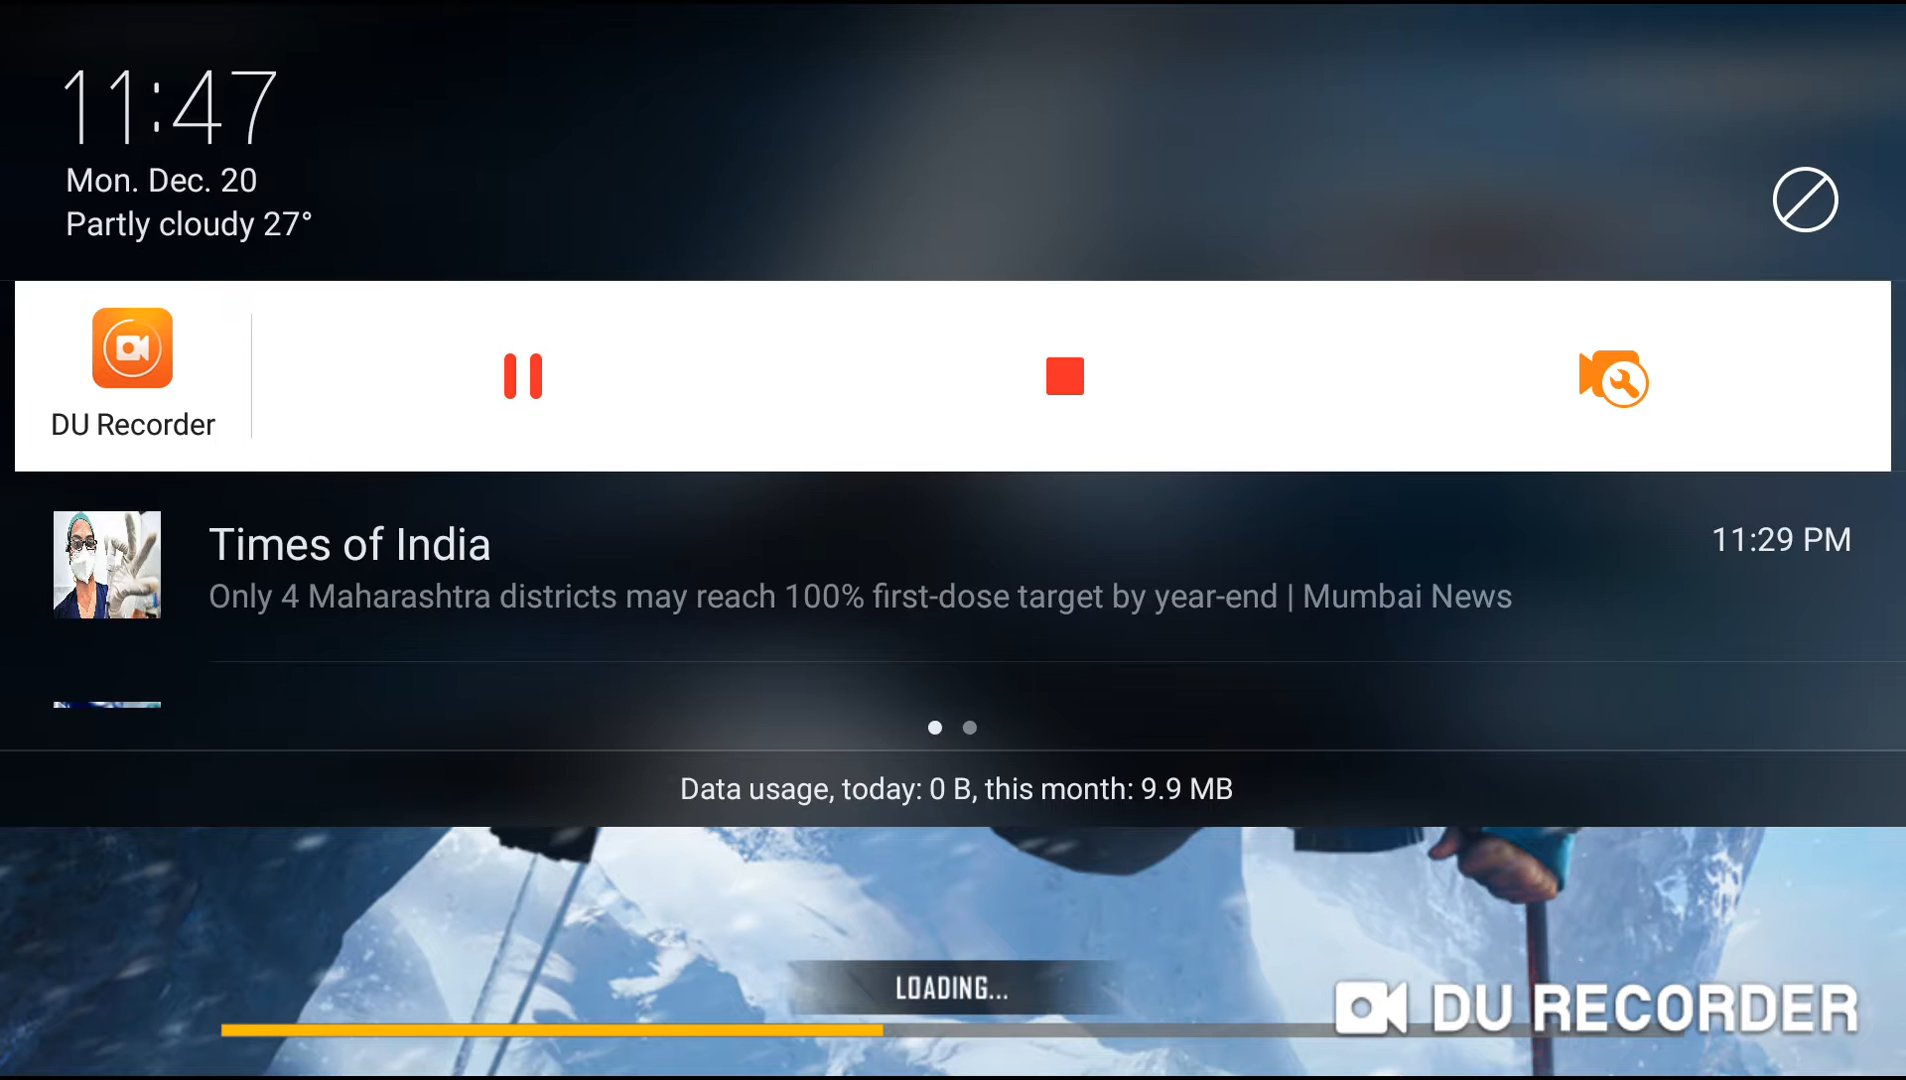 11:47
Mon. Dec. 20
Partly cloudy 27°
DU Recorder
Times of India
11:29 PM
Only 4 Maharashtra districts may reach 100% first-dose target by year-end | Mumbai News
Data usage, today: 0 B, this month: 9.9 MB
LOADING...
DU RECORDER